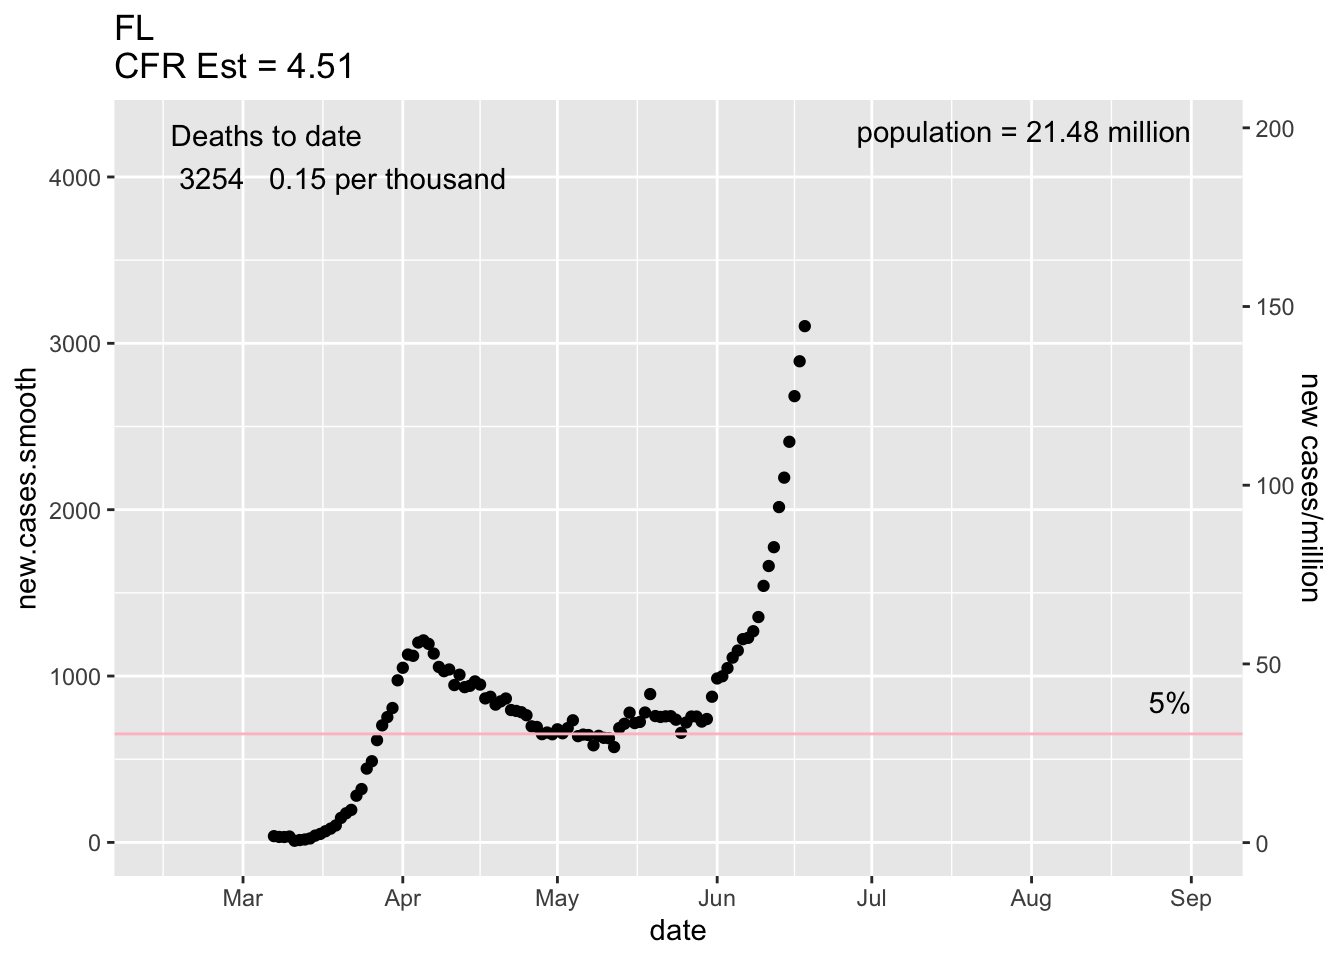 FL
CFR Est = 4.51
Deaths to date
3254 0.15 per thousand
population = 21.48 million
5%
new.cases.smooth
4000
3000
2000
1000
0
200
150
100
50
0
new cases/million
Mar Apr May Jun Jul Aug Sep
date